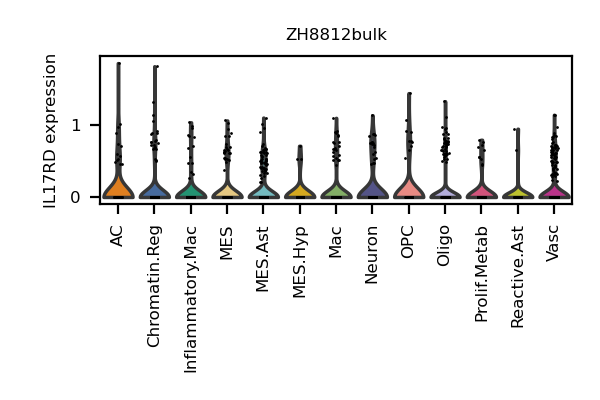 ZH8812bulk
IL17RD expression
1
0
AC
Chromatin.Reg
Inflammatory.Mac
MES
MES.Ast
MES.Hyp
Mac
Neuron
OPC
Oligo
Prolif.Metab
Reactive.Ast
Vasc